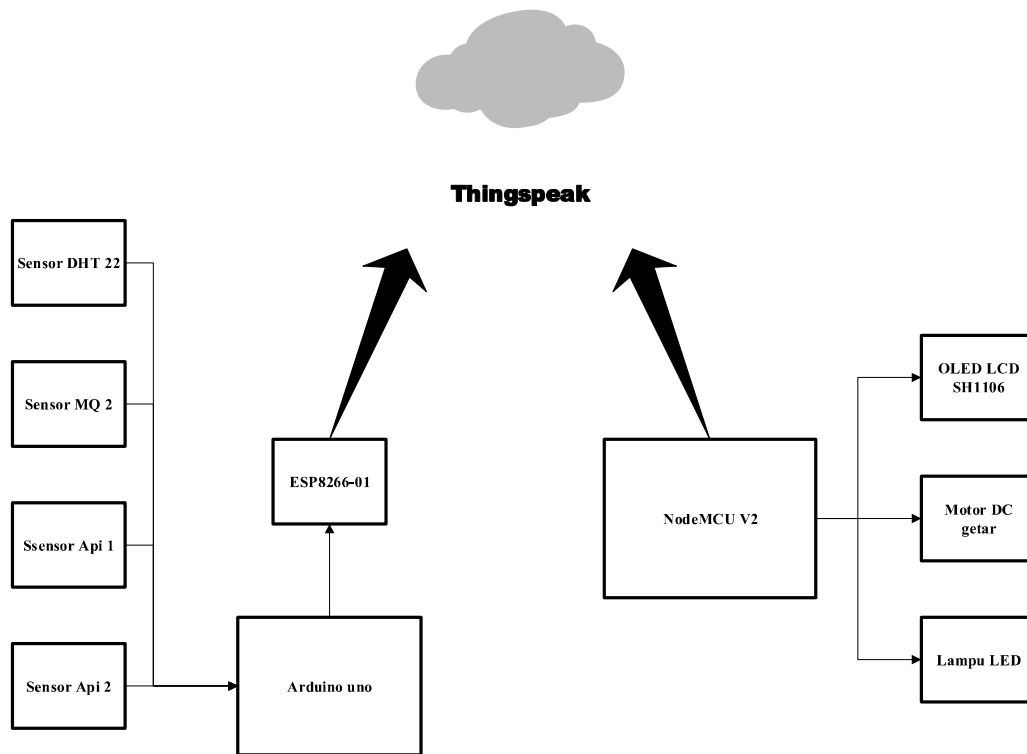 Thingspeak
Sensor DHT 22
Sensor MQ 2
Ssensor Api 1
Sensor Api 2
ESP8266-01
Arduino uno
NodeMCU V2
OLED LCD
SH1106
Motor DC
getar
Lampu LED